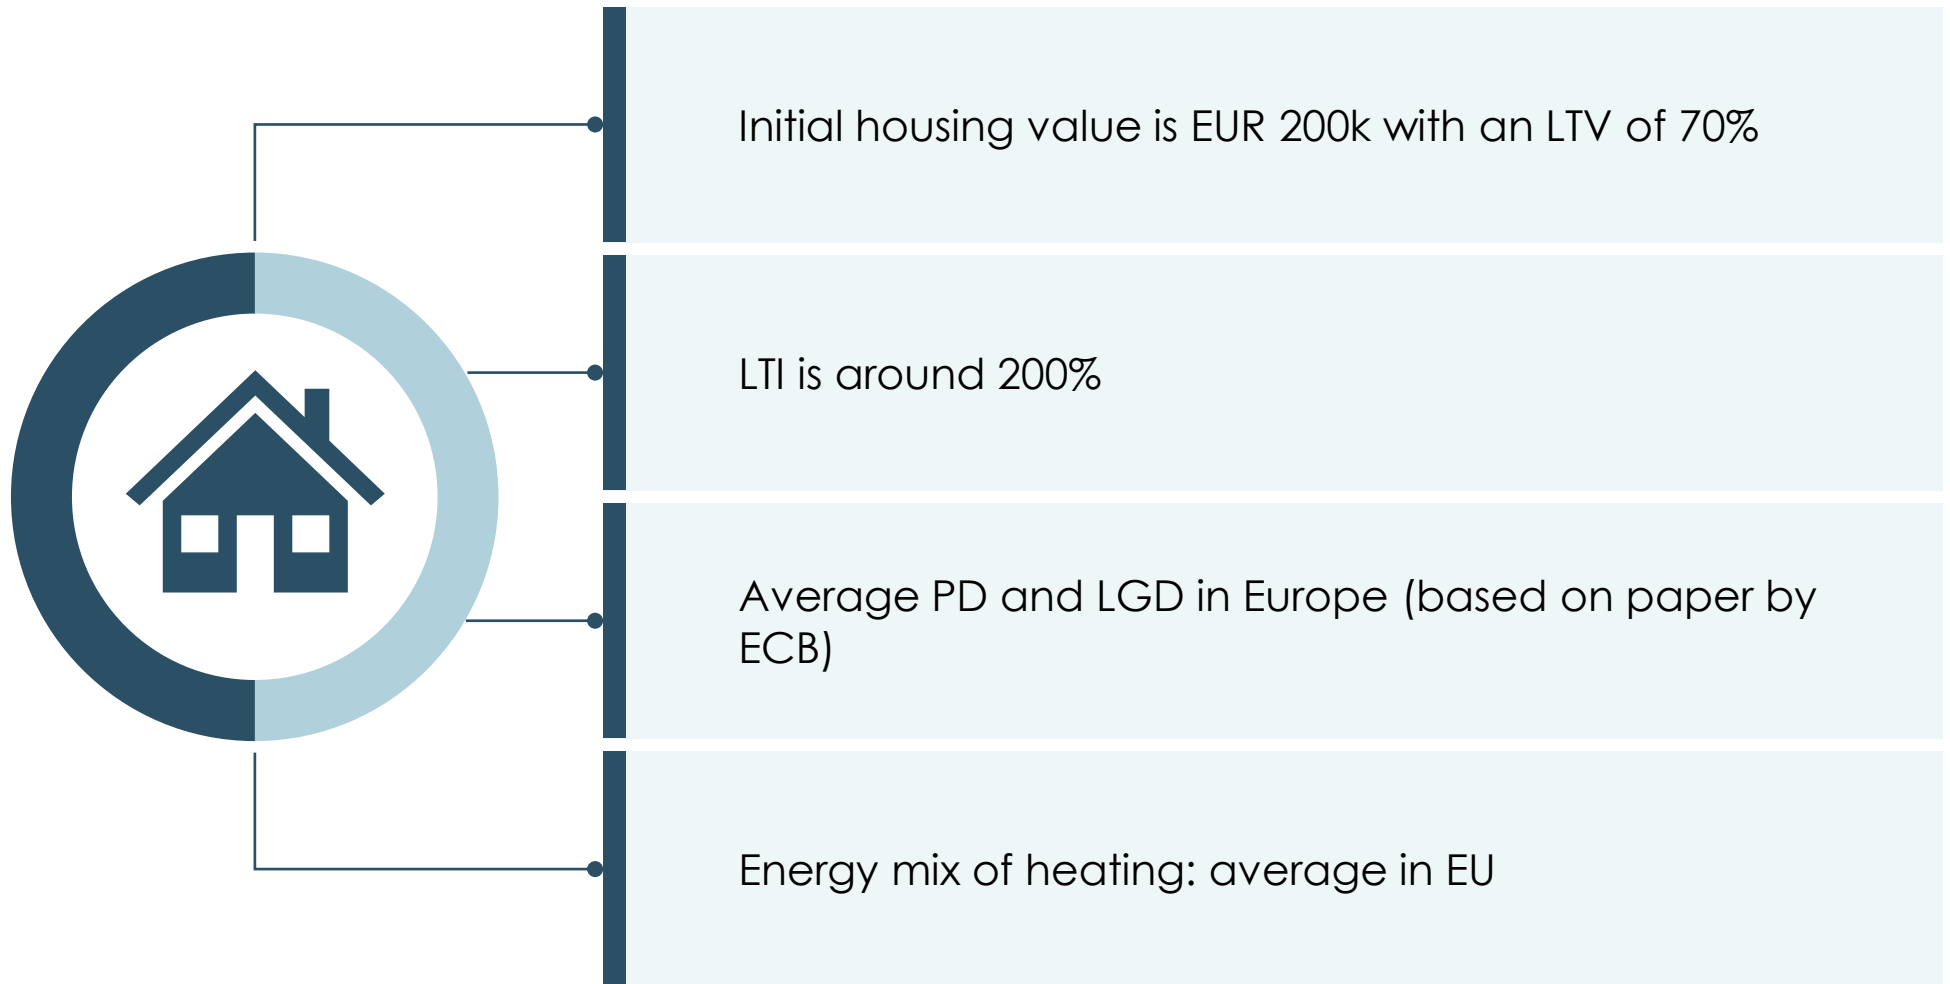 Initial housing value is EUR 200k with an LTV of 70%
LTI is around 200%
Average PD and LGD in Europe (based on paper by
ECB)
Energy mix of heating: average in EU